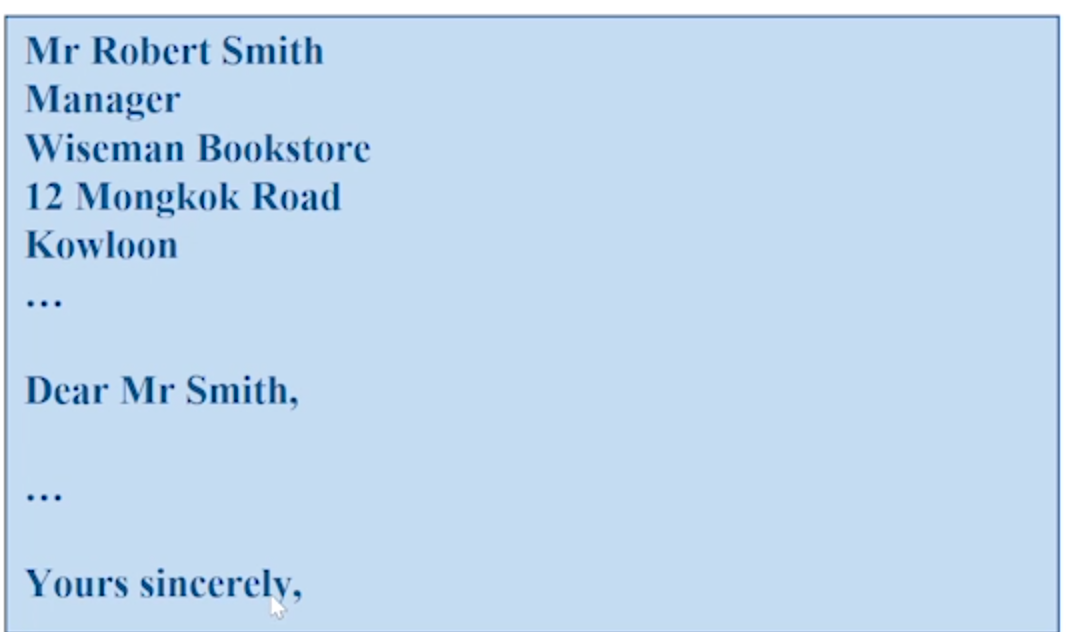 Mr Robert Smith
Manager
Wiseman Bookstore
12 Mongkok Road
Kowloon
…
Dear Mr Smith,
…
Yours sincerely,